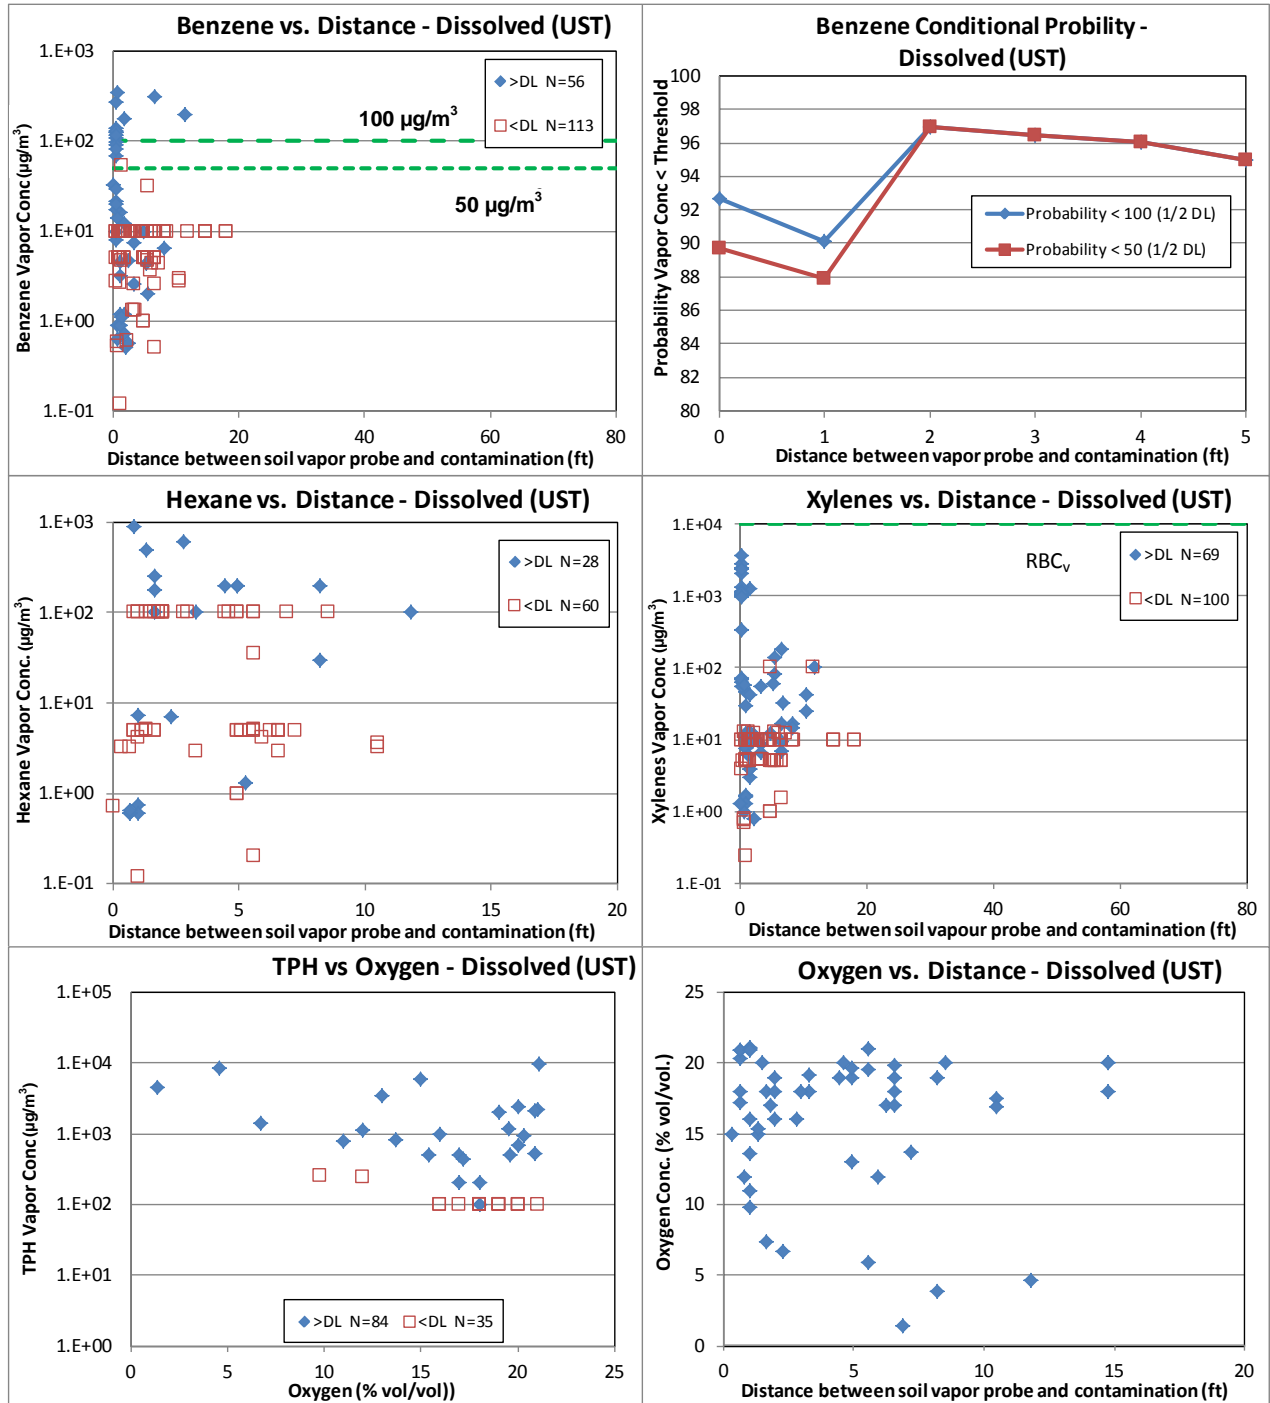 Benzene vs. Distance - Dissolved (UST)
1.E+03
1.E+02
1.E+01
1.E+00
1.E-01
Benzene Vapor Conc (µg/m³)
>DL N=56
<DL N=113
100 µg/m³
50 µg/m³
0 20 40 60 80
Distance between soil vapor probe and contamination (ft)
Benzene Conditional Probility -
Dissolved (UST)
100
98
96
94
92
90
88
86
84
82
80
Probability Vapor Conc < Threshold
Probability < 100 (1/2 DL)
Probability < 50 (1/2 DL)
0 1 2 3 4 5
Distance between vapor probe and contamination (ft)
Hexane vs. Distance - Dissolved (UST)
1.E+03
1.E+02
1.E+01
1.E+00
1.E-01
Hexane Vapor Conc. (µg/m³)
>DL N=28
<DL N=60
0 5 10 15 20
Distance between soil vapor probe and contamination (ft)
Xylenes vs. Distance - Dissolved (UST)
1.E+04
1.E+03
1.E+02
1.E+01
1.E+00
1.E-01
Xylenes Vapor Conc (µg/m³)
RBCv
>DL N=69
<DL N=100
0 20 40 60 80
Distance between soil vapour probe and contamination (ft)
TPH vs Oxygen - Dissolved (UST)
1.E+05
1.E+04
1.E+03
1.E+02
1.E+01
1.E+00
TPH Vapor Conc (µg/m³)
>DL N=84 <DL N=35
0 5 10 15 20 25
Oxygen (% vol/vol))
Oxygen vs. Distance - Dissolved (UST)
25
20
15
10
5
0
Oxygen Conc. (% vol/vol.)
0 5 10 15 20
Distance between soil vapor probe and contamination (ft)